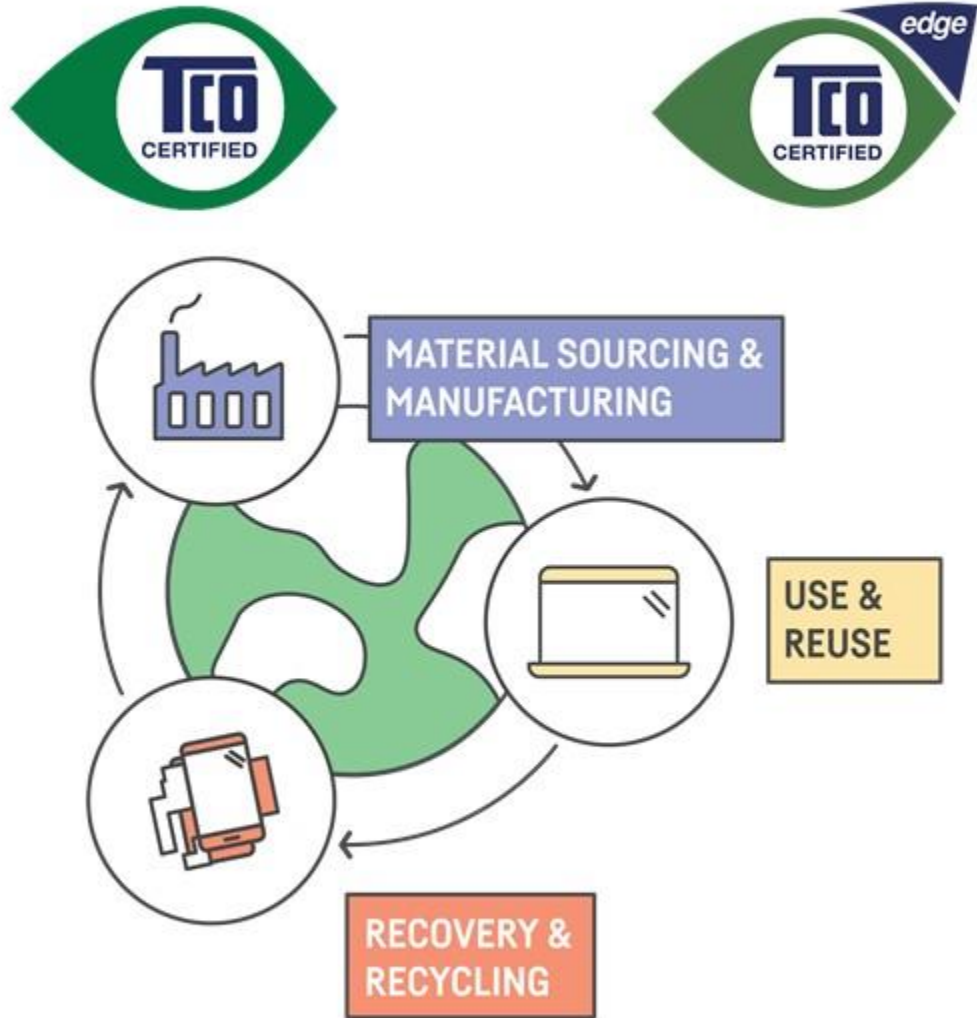 TCO
CERTIFIED
edge
TCO
CERTIFIED
MATERIAL SOURCING &
MANUFACTURING
USE &
REUSE
RECOVERY &
RECYCLING